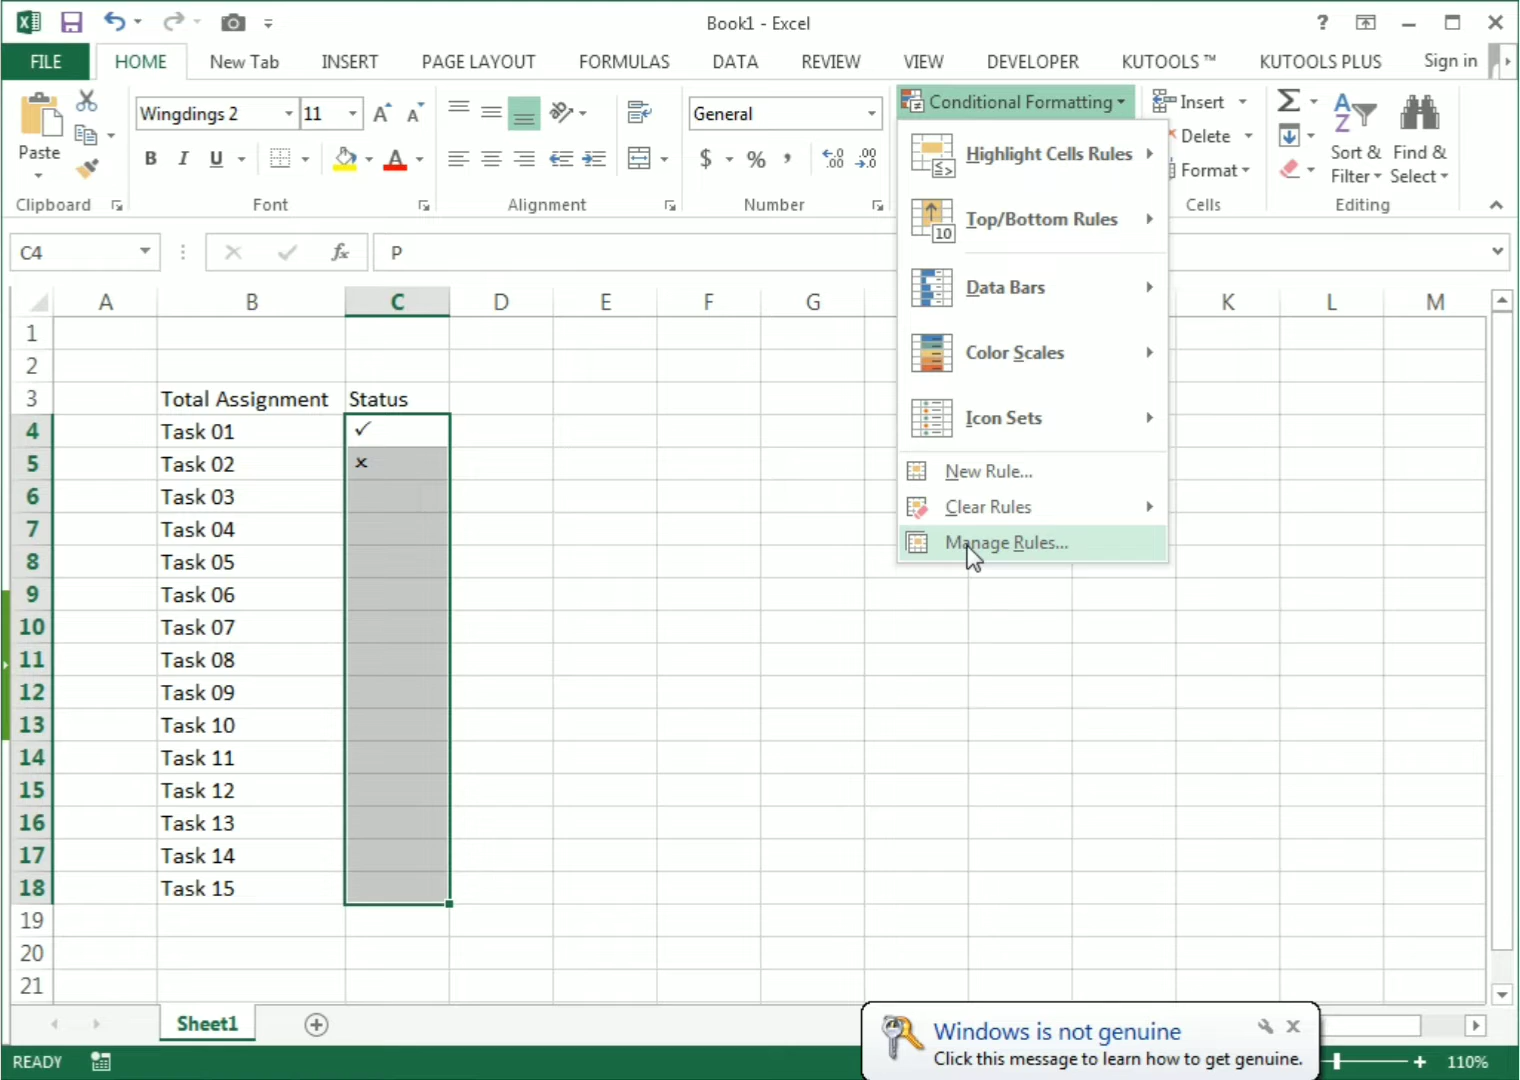 Book1 - Excel
?
FILE HOME New Tab INSERT PAGE LAYOUT FORMULAS DATA REVIEW VIEW DEVELOPER KUTOOLS ™ KUTOOLS PLUS Sign in
Paste
Clipboard
Wingdings 2 11
B I U
Font
Alignment
General
$ %
Number
Conditional Formatting
Insert
Delete
Format
Cells
Sort & Filter
Find & Select
Editing
Highlight Cells Rules
Top/Bottom Rules
Data Bars
Color Scales
Icon Sets
New Rule...
Clear Rules
Manage Rules...
C4 fx P
A B C D E F G K L M
1
2
3 Total Assignment Status
4 Task 01 ✓
5 Task 02 ×
6 Task 03
7 Task 04
8 Task 05
9 Task 06
10 Task 07
11 Task 08
12 Task 09
13 Task 10
14 Task 11
15 Task 12
16 Task 13
17 Task 14
18 Task 15
19
20
21
Sheet1
Windows is not genuine
Click this message to learn how to get genuine.
READY 110%